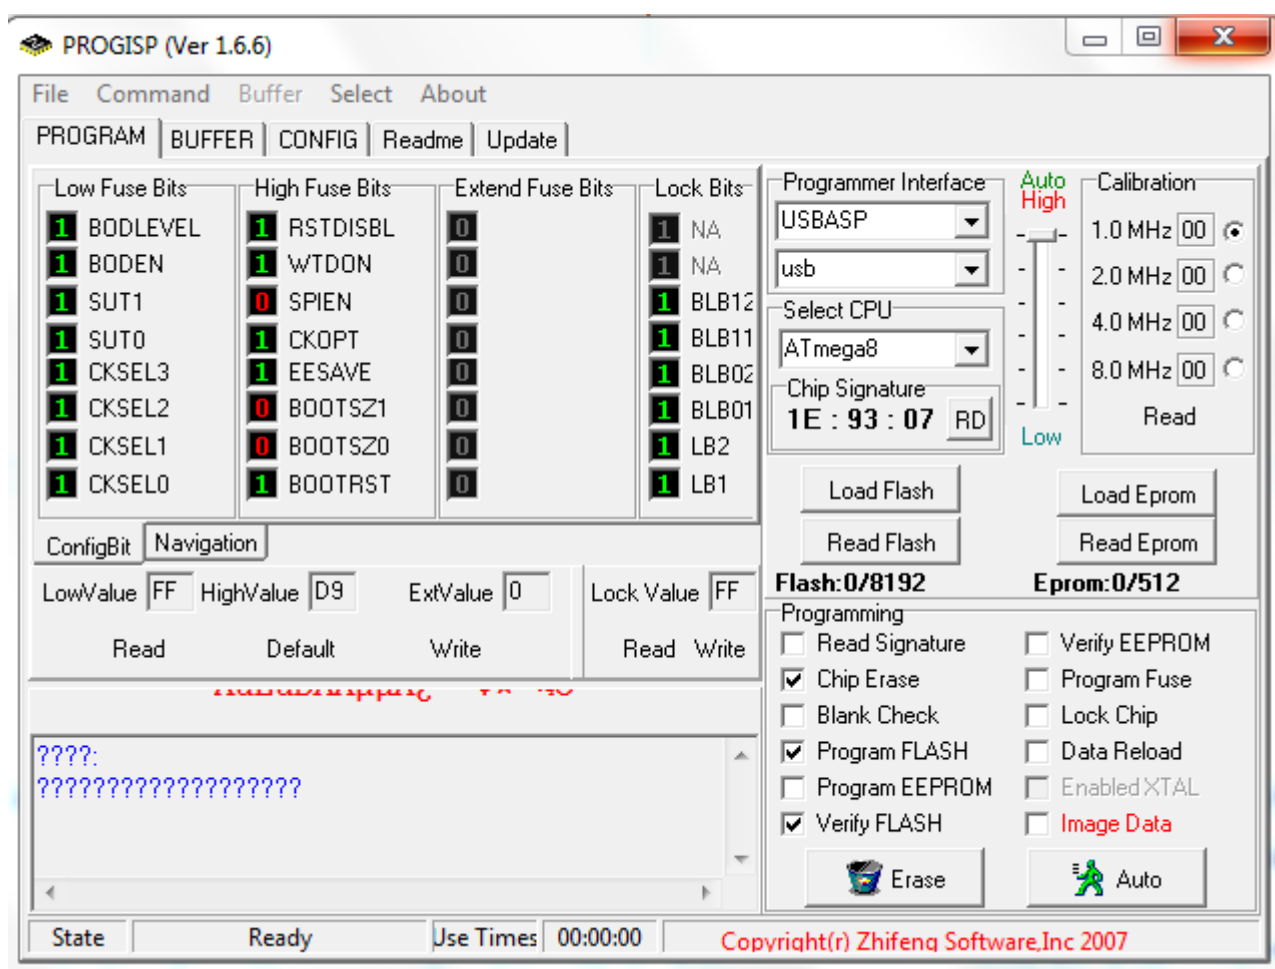 PROGISP (Ver 1.6.6)
File Command Buffer Select About
PROGRAM BUFFER CONFIG Readme Update
Low Fuse Bits
1 BODLEVEL
1 BODEN
1 SUT1
1 SUT0
1 CKSEL3
1 CKSEL2
1 CKSEL1
1 CKSEL0
High Fuse Bits
1 RSTDISBL
1 WTDON
0 SPIEN
1 CKOPT
1 EESAVE
0 BOOTSZ1
0 BOOTSZ0
1 BOOTRST
Extend Fuse Bits
0
0
0
0
0
0
0
0
Lock Bits
1 NA
1 NA
1 BLB12
1 BLB11
1 BLB02
1 BLB01
1 LB2
1 LB1
ConfigBit Navigation
LowValue FF HighValue D9 ExtValue 0 Lock Value FF
Read Default Write Read Write
????:
???????????????????
Programmer Interface
USBASP
usb
Select CPU
ATmega8
Chip Signature
1E : 93 : 07 RD
Auto
High
Low
Calibration
1.0 MHz 00
2.0 MHz 00
4.0 MHz 00
8.0 MHz 00
Read
Load Flash Load Eprom
Read Flash Read Eprom
Flash:0/8192 Eprom:0/512
Programming
Read Signature Verify EEPROM
Chip Erase Program Fuse
Blank Check Lock Chip
Program FLASH Data Reload
Program EEPROM Enabled XTAL
Verify FLASH Image Data
Erase Auto
State Ready Use Times 00:00:00 Copyright(r) Zhifeng Software,Inc 2007